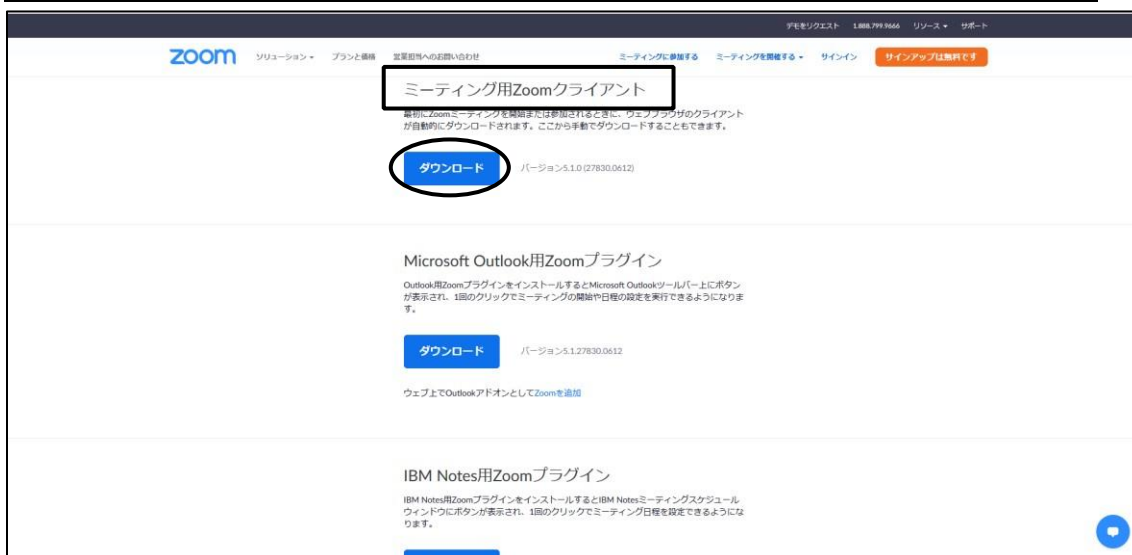 デモをリクエスト 1.888.799.9666 リソース サポート
zoom ソリューション プランと価格 営業担当へのお問い合わせ ミーティングに参加する ミーティングを開催する サインイン サインアップは無料です
ミーティング用Zoomクライアント
最初にZoomミーティングを開始または参加されるときに、ウェブブラウザのクライアント
が自動的にダウンロードされます。ここから手動でダウンロードすることもできます。
ダウンロード バージョン5.1.0 (27830.0612)
Microsoft Outlook用Zoomプラグイン
Outlook用ZoomプラグインをインストールするとMicrosoft Outlookツールバー上にボタン
が表示され、1回のクリックでミーティングの開始や日程の設定を実行できるようになりま
す。
ダウンロード バージョン5.1.27830.0612
ウェブ上でOutlookアドオンとしてZoomを追加
IBM Notes用Zoomプラグイン
IBM Notes用ZoomプラグインをインストールするとIBM Notesミーティングスケジュール
ウィンドウにボタンが表示され、1回のクリックでミーティング日程を設定できるようにな
ります。